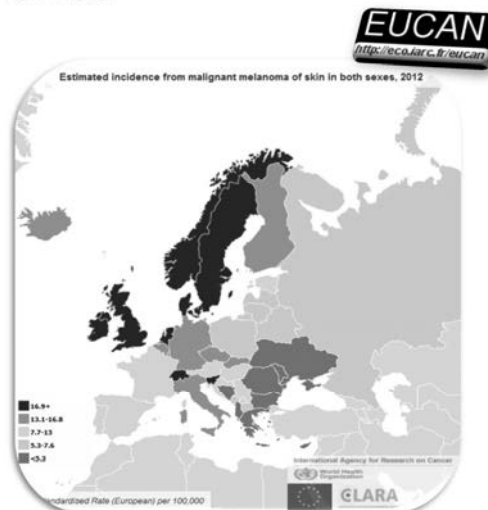 EUCAN
http://eco.iarc.fr/eucan
Estimated incidence from malignant melanoma of skin in both sexes, 2012
16.9+
13.1-16.8
7.7-13
5.3-7.6
<5.3
International Agency for Research on Cancer
World Health
Organization
CLARA
andardised Rate (European) per 100,000